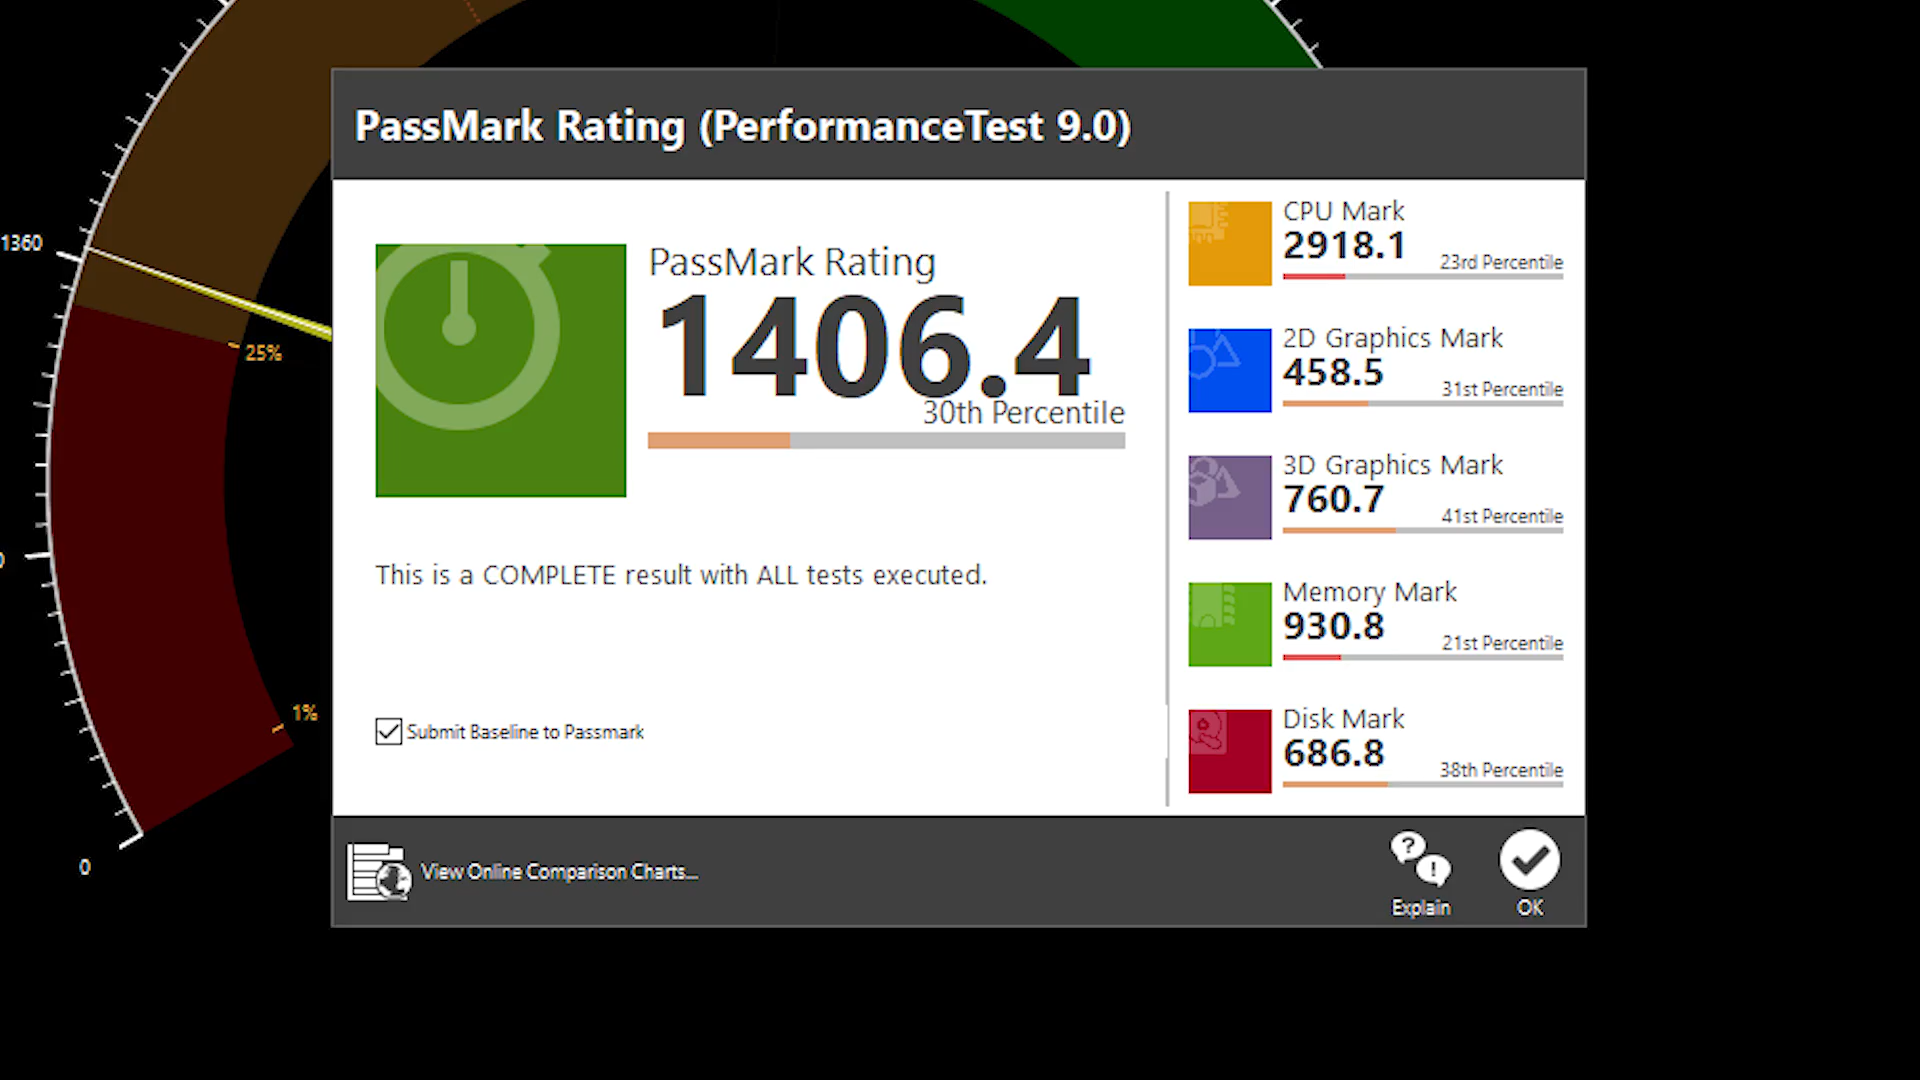 PassMark Rating (PerformanceTest 9.0)
PassMark Rating
1406.4
30th Percentile
This is a COMPLETE result with ALL tests executed.
Submit Baseline to Passmark
CPU Mark
2918.1
23rd Percentile
2D Graphics Mark
458.5
31st Percentile
3D Graphics Mark
760.7
41st Percentile
Memory Mark
930.8
21st Percentile
Disk Mark
686.8
38th Percentile
View Online Comparison Charts...
Explain
OK
1360
25%
1%
0